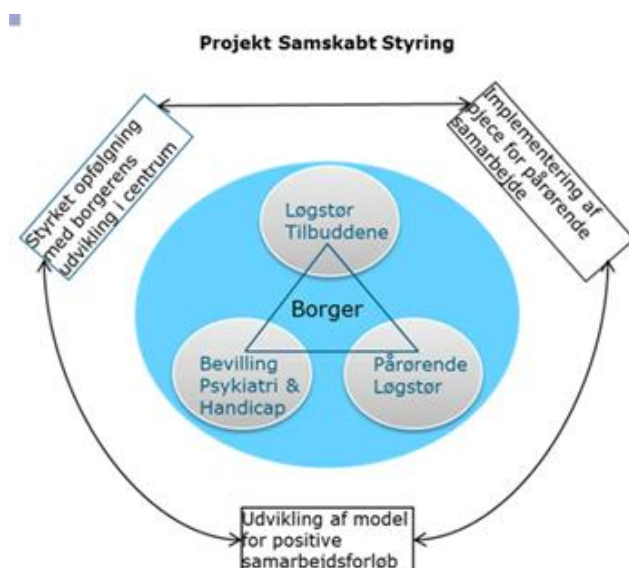 Projekt Samskabt Styring
Styrket opfølgning
med borgerens
udvikling i centrum
Implementering af
pjece for pårørende
samarbejde
Løgstør
Tilbuddene
Borger
Bevilling
Psykiatri &
Handicap
Pårørende
Løgstør
Udvikling af model
for positive
samarbejdsforløb